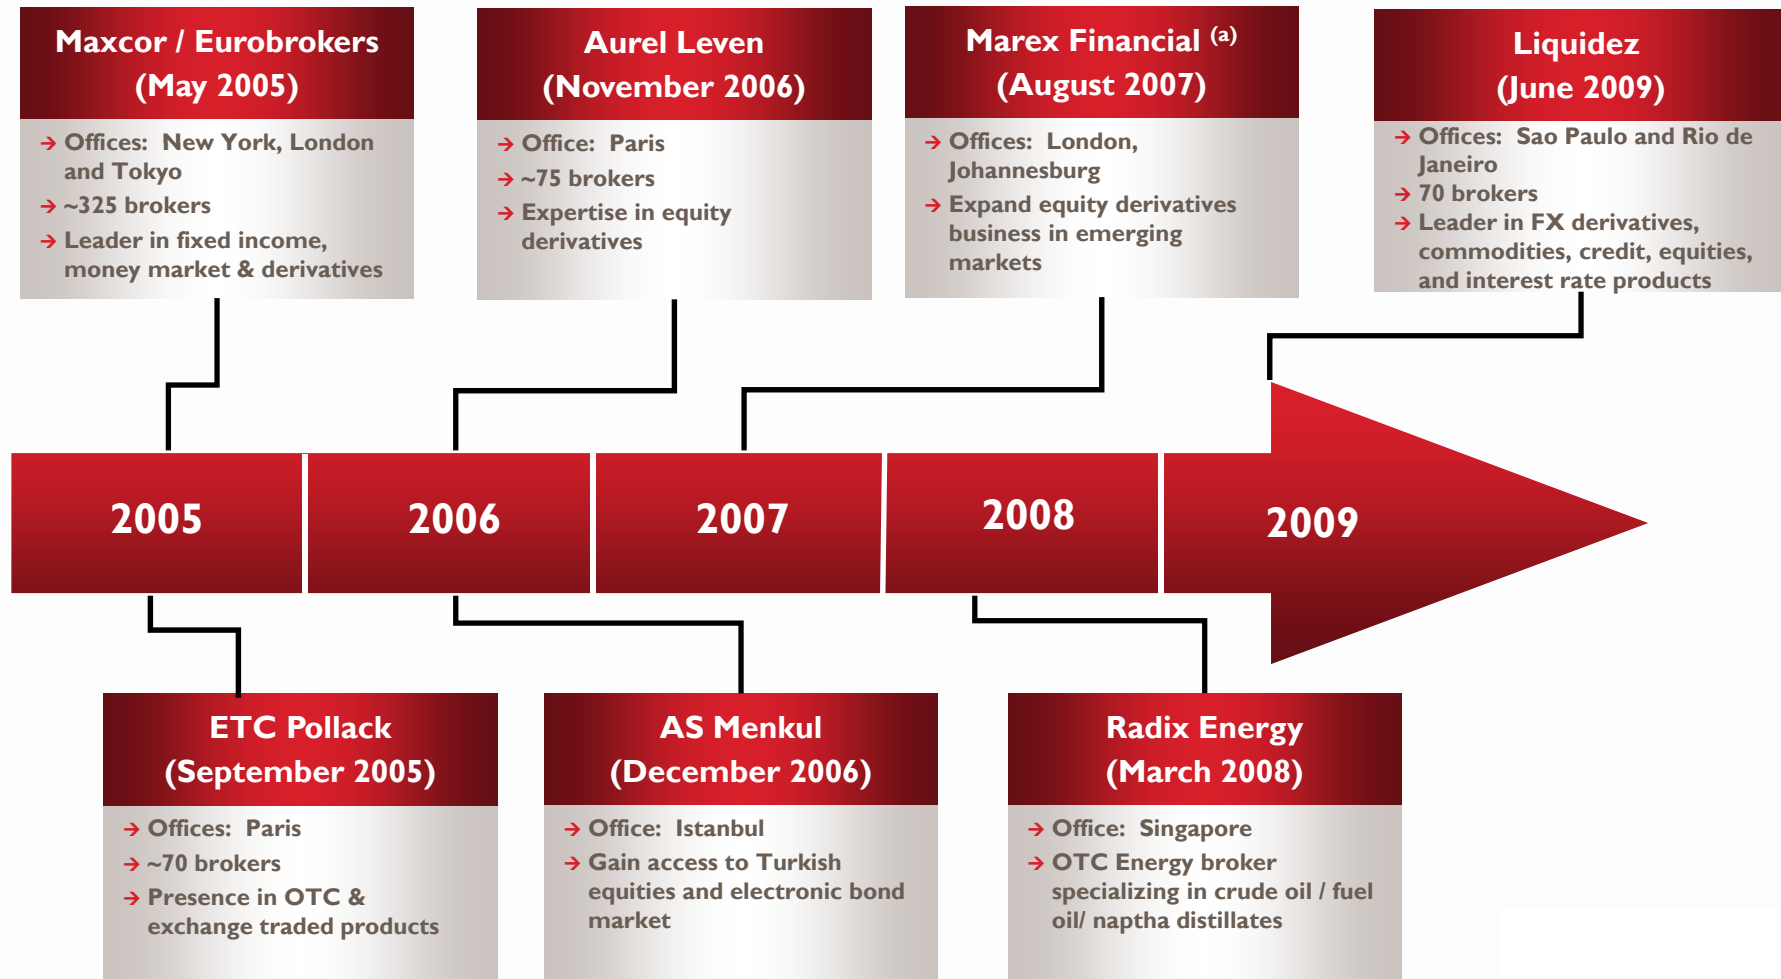 Maxcor / Eurobrokers
(May 2005)
→ Offices: New York, London
and Tokyo
→ ~325 brokers
→ Leader in fixed income,
money market & derivatives
Aurel Leven
(November 2006)
→ Office: Paris
→ ~75 brokers
→ Expertise in equity
derivatives
Marex Financial (a)
(August 2007)
→ Offices: London,
Johannesburg
→ Expand equity derivatives
business in emerging
markets
Liquidez
(June 2009)
→ Offices: Sao Paulo and Rio de
Janeiro
→ 70 brokers
→ Leader in FX derivatives,
commodities, credit, equities,
and interest rate products
2005
2006
2007
2008
2009
ETC Pollack
(September 2005)
→ Offices: Paris
→ ~70 brokers
→ Presence in OTC &
exchange traded products
AS Menkul
(December 2006)
→ Office: Istanbul
→ Gain access to Turkish
equities and electronic bond
market
Radix Energy
(March 2008)
→ Office: Singapore
→ OTC Energy broker
specializing in crude oil / fuel
oil/ naptha distillates